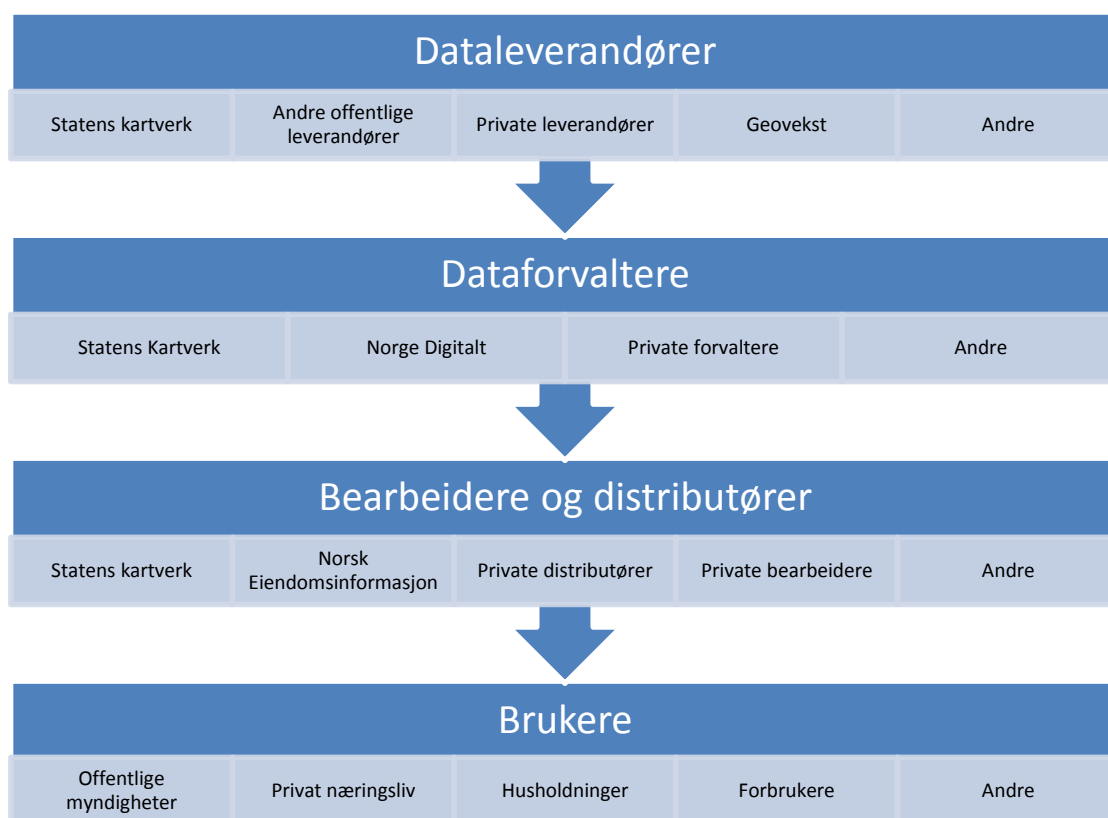 Dataleverandører
Statens kartverk
Andre offentlige
leverandører
Private leverandører
Geovekst
Andre
Dataforvaltere
Statens Kartverk
Norge Digitalt
Private forvaltere
Andre
Bearbeidere og distributører
Statens kartverk
Norsk
Eiendomsinformasjon
Private distributører
Private bearbeidere
Andre
Brukere
Offentlige
myndigheter
Privat næringsliv
Husholdninger
Forbrukere
Andre